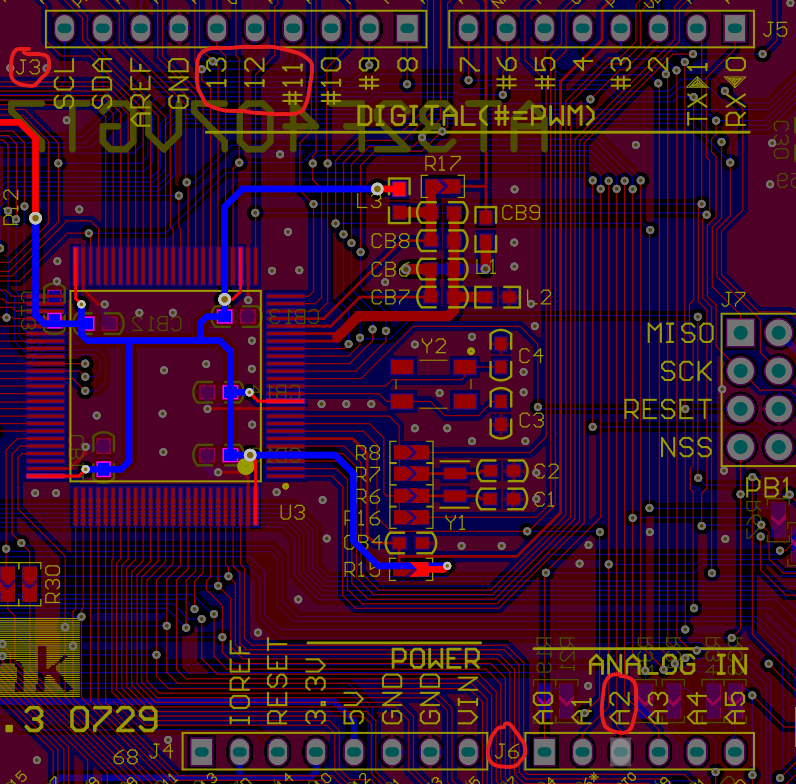 J3
SCL
SDA
AREF
GND
13
12
#11
#10
#9
8
7
#6
#5
4
#3
2
TX▶1
RX◀0
J5
DIGITAL(#=PWM)
R17
L3
CB9
CB8
CB6
L1
CB7
L2
CB12
CB13
J7
MISO
SCK
RESET
NSS
Y2
C4
C3
R8
R7
R6
R16
C2
C1
Y1
CB4
R15
U3
PB1
R30
IOREF
RESET
3.3V
5V
GND
GND
VIN
POWER
ANALOG IN
A0
A1
A2
A3
A4
A5
.3 0729
68
J4
J6